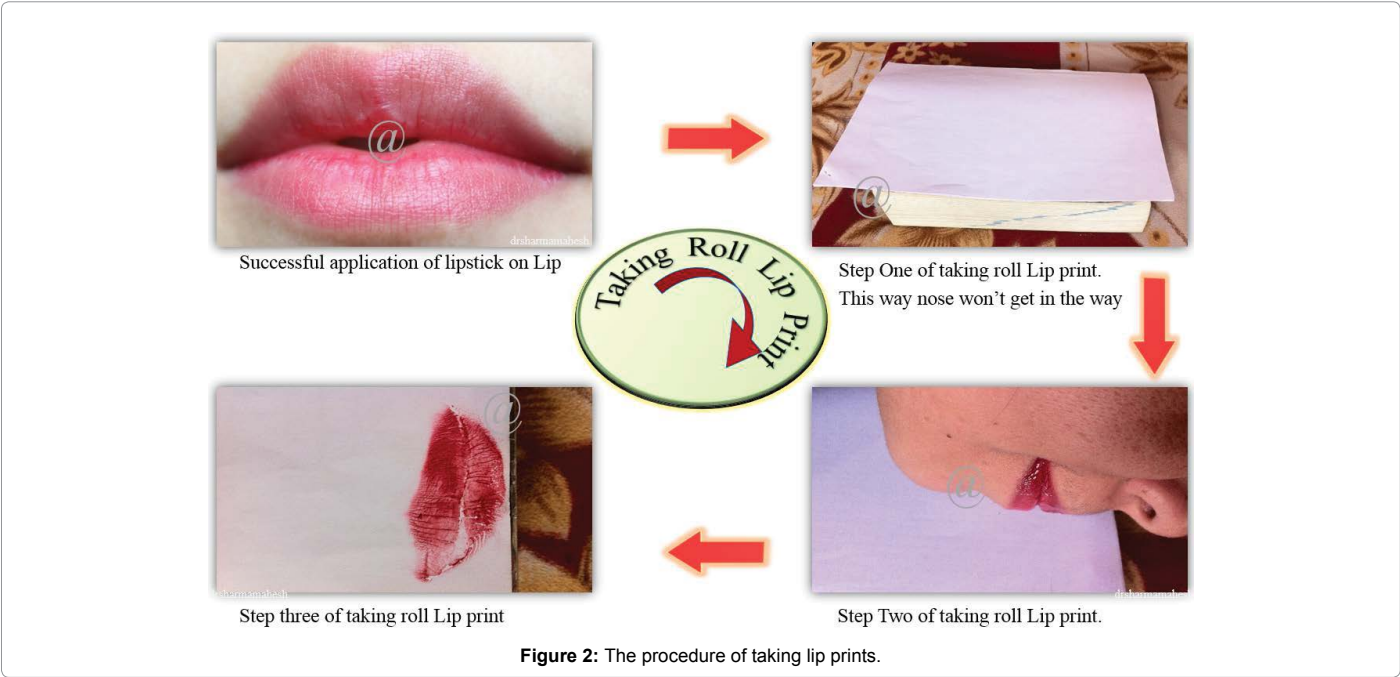 @
drsharmamahesh
Successful application of lipstick on Lip
@
Step One of taking roll Lip print.
This way nose won’t get in the way
Taking Roll Lip Print
@
drsharmamahesh
Step Two of taking roll Lip print.
@
Step three of taking roll Lip print
Figure 2: The procedure of taking lip prints.